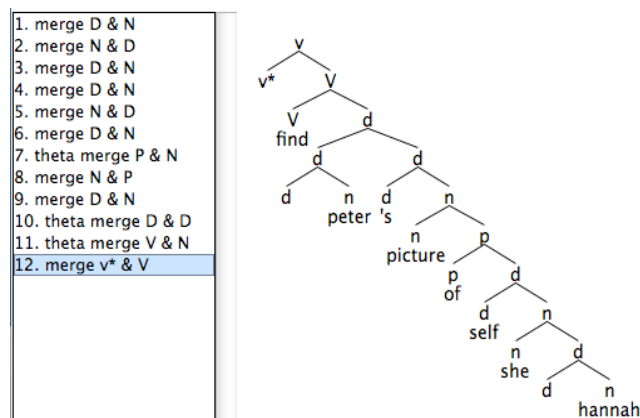 1. merge D & N
2. merge N & D
3. merge D & N
4. merge D & N
5. merge N & D
6. merge D & N
7. theta merge P & N
8. merge N & P
9. merge D & N
10. theta merge D & D
11. theta merge V & N
12. merge v* & V
v
v* V
V d
find
d d
d n d n
peter 's
n p
picture
p d
of
d n
self
n d
she
d n
hannah